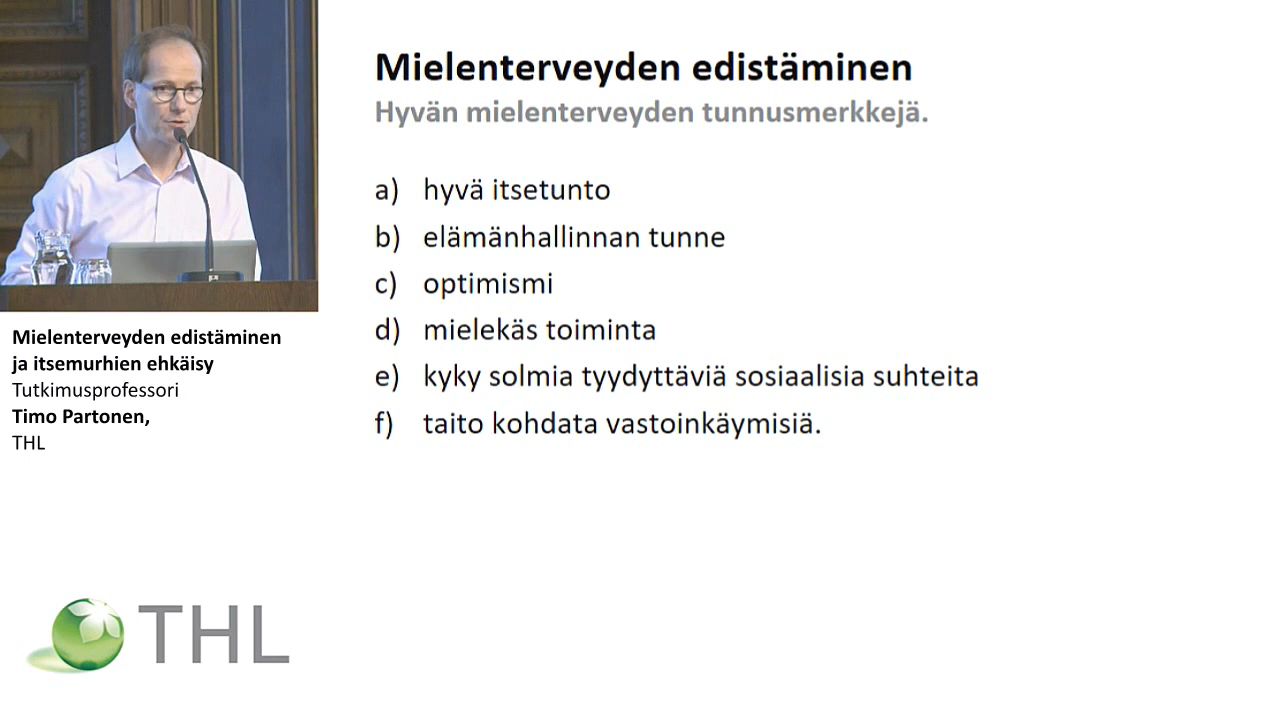 Mielenterveyden edistäminen
Hyvän mielenterveyden tunnusmerkkejä.
a) hyvä itsetunto
b) elämänhallinnan tunne
c) optimismi
d) mielekäs toiminta
e) kyky solmia tyydyttäviä sosiaalisia suhteita
f) taito kohdata vastoinkäymisiä.
Mielenterveyden edistäminen
ja itsemurhien ehkäisy
Tutkimusprofessori
Timo Partonen,
THL
THL